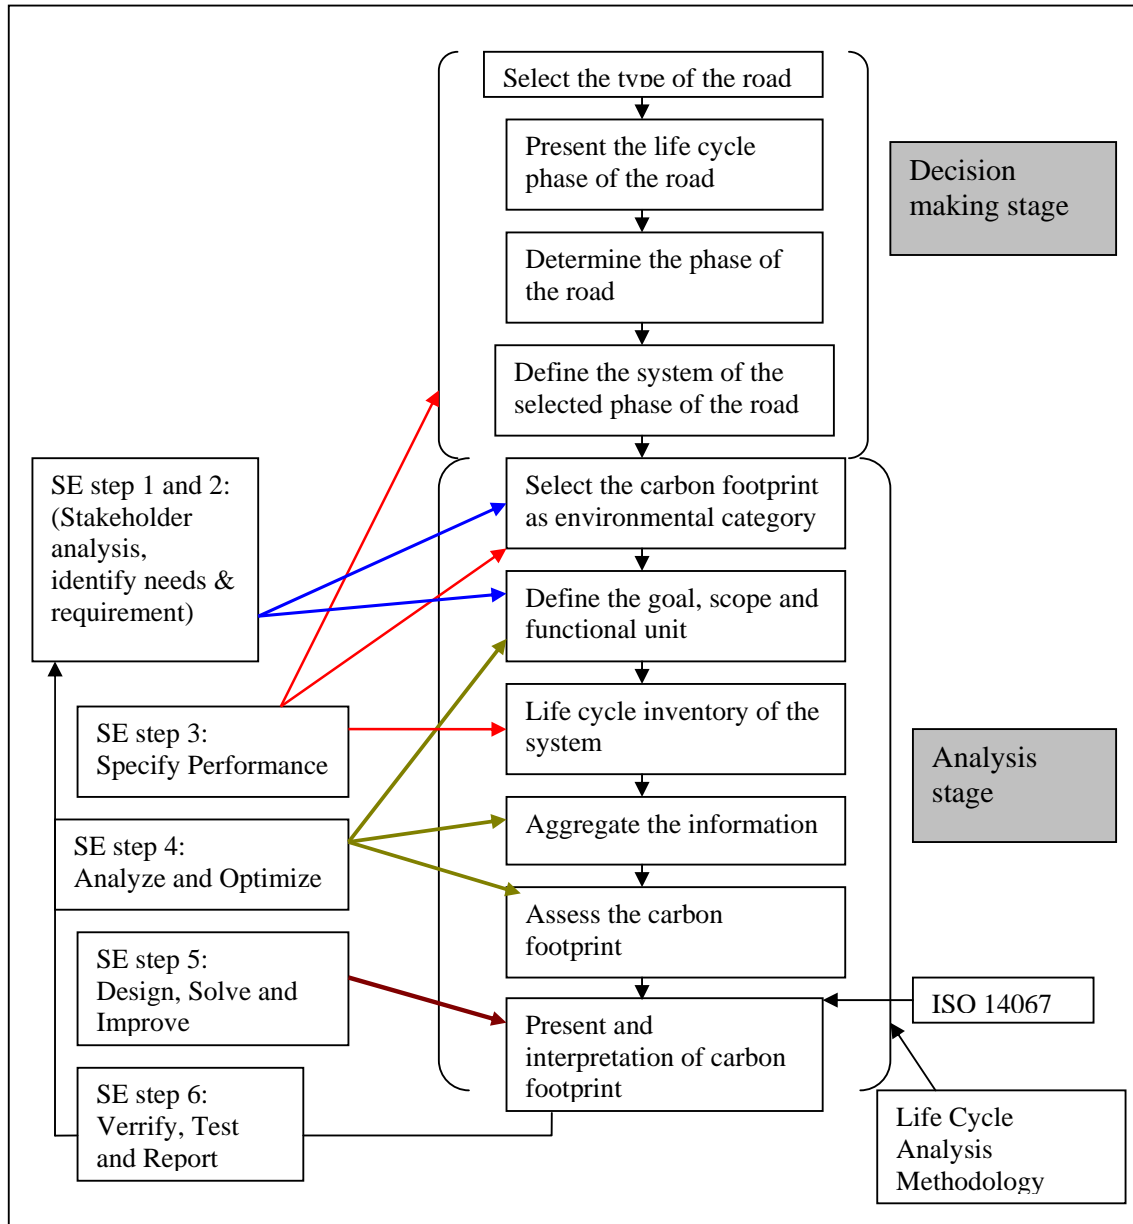 Select the type of the road
Present the life cycle
phase of the road
Decision
making stage
Determine the phase of
the road
Define the system of the
selected phase of the road
SE step 1 and 2:
(Stakeholder
analysis,
identify needs &
requirement)
Select the carbon footprint
as environmental category
Define the goal, scope and
functional unit
SE step 3:
Specify Performance
Life cycle inventory of the
system
Analysis
stage
SE step 4:
Analyze and Optimize
Aggregate the information
Assess the carbon
footprint
SE step 5:
Design, Solve and
Improve
Present and
interpretation of carbon
footprint
ISO 14067
SE step 6:
Verrify, Test
and Report
Life Cycle
Analysis
Methodology